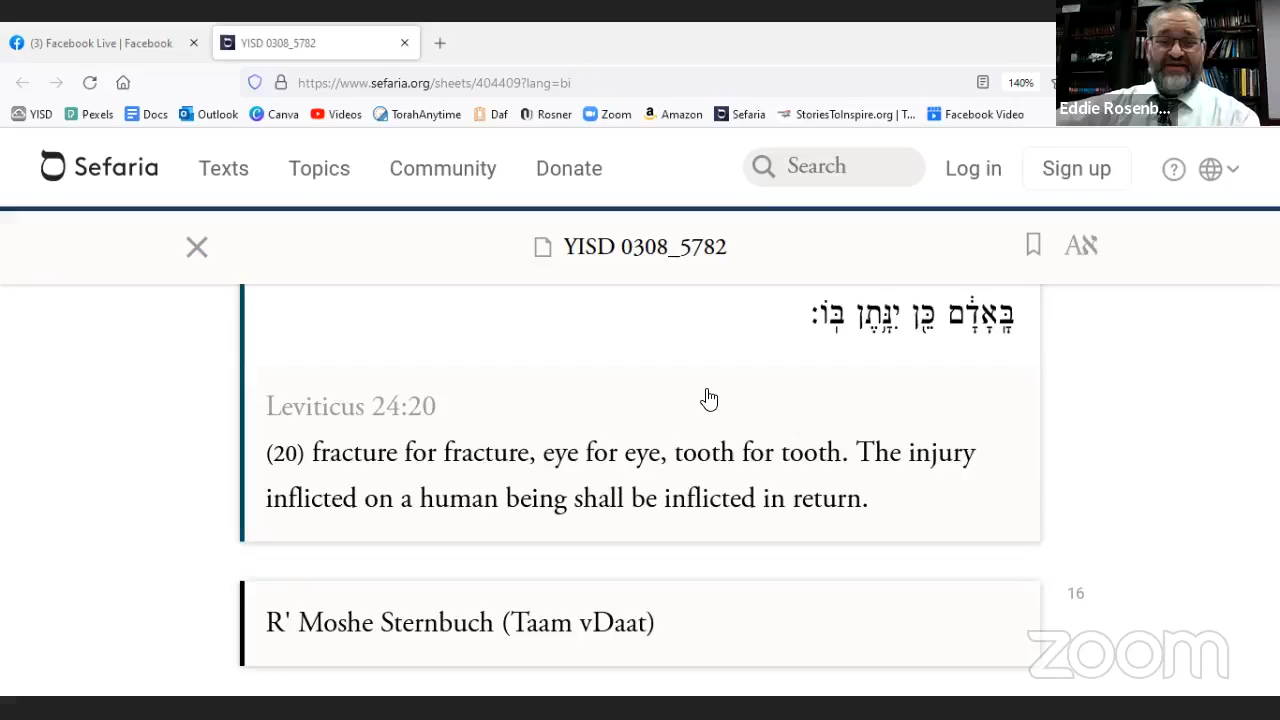 (3) Facebook Live | Facebook
YISD 0308_5782
https://www.sefaria.org/sheets/404409?lang=bi
140%
YISD Pexels Docs Outlook Canva Videos TorahAnytime Daf Rosner Zoom Amazon Sefaria StoriesToInspire.org | T... Facebook Video
Eddie Rosenb...
Sefaria Texts Topics Community Donate Search Log in Sign up
YISD 0308_5782
Aא
בָּֽאָדָ֔ם כֵּ֖ן יִנָּ֥תֶן בּֽוֹ׃
Leviticus 24:20
(20) fracture for fracture, eye for eye, tooth for tooth. The injury
inflicted on a human being shall be inflicted in return.
16
R' Moshe Sternbuch (Taam vDaat)
zoom